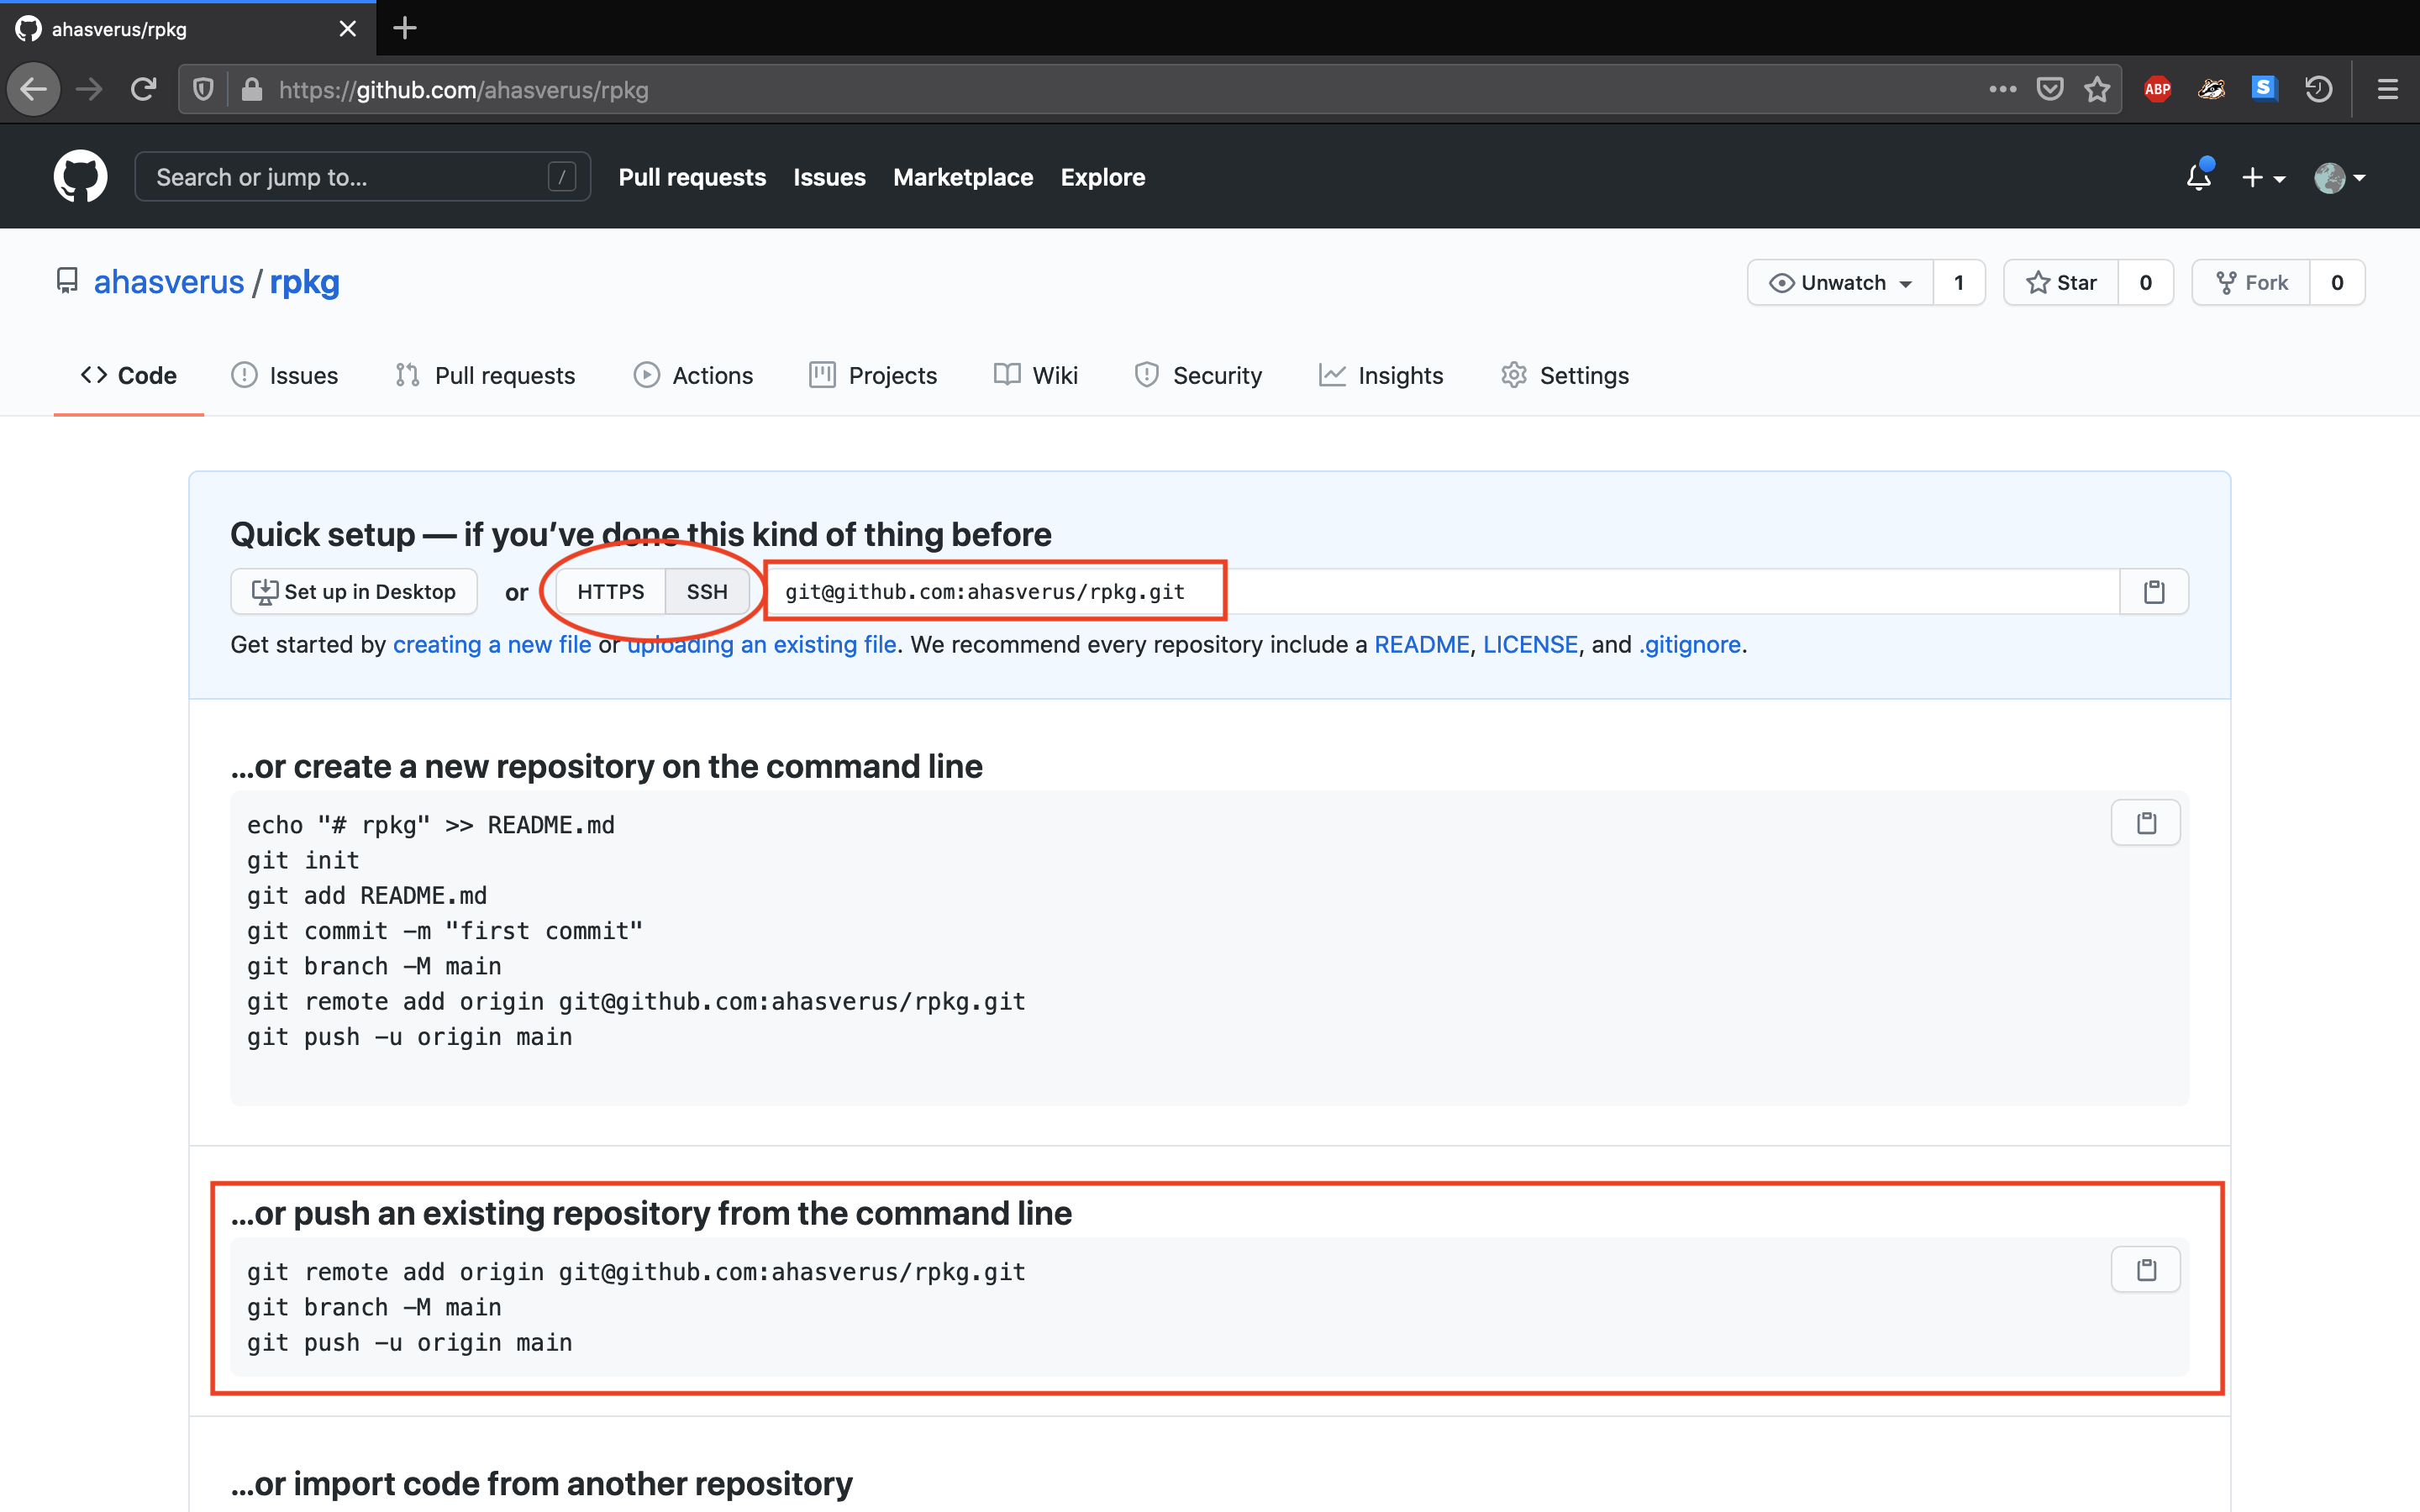 ahasverus/rpkg
https://github.com/ahasverus/rpkg
ABP
S
Search or jump to... /
Pull requests Issues Marketplace Explore
ahasverus / rpkg
Unwatch 1 Star 0 Fork 0
Code Issues Pull requests Actions Projects Wiki Security Insights Settings
Quick setup — if you’ve done this kind of thing before
Set up in Desktop or HTTPS SSH git@github.com:ahasverus/rpkg.git
Get started by creating a new file or uploading an existing file. We recommend every repository include a README, LICENSE, and .gitignore.
…or create a new repository on the command line
echo "# rpkg" >> README.md
git init
git add README.md
git commit -m "first commit"
git branch -M main
git remote add origin git@github.com:ahasverus/rpkg.git
git push -u origin main
…or push an existing repository from the command line
git remote add origin git@github.com:ahasverus/rpkg.git
git branch -M main
git push -u origin main
…or import code from another repository